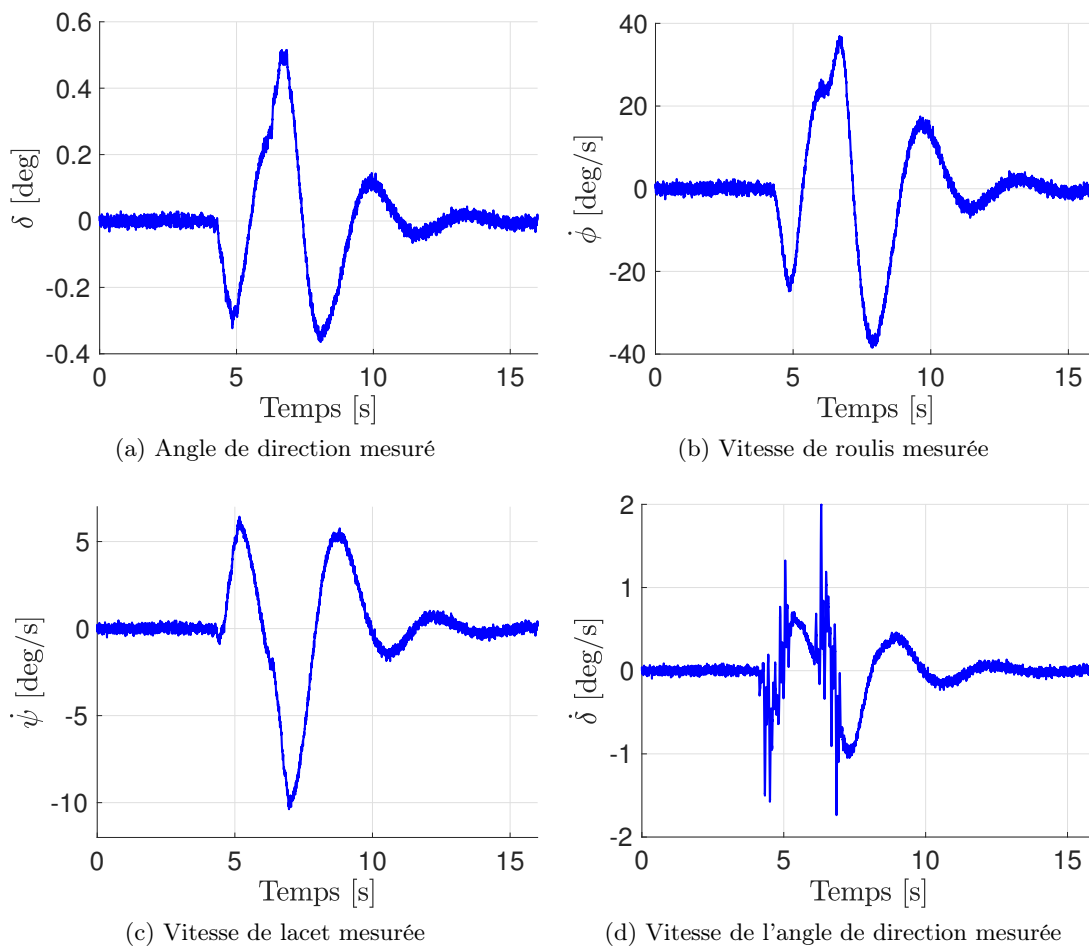 0.6
0.4
0.2
0
-0.2
-0.4
δ [deg]
0 5 10 15
Temps [s]
(a) Angle de direction mesuré
40
20
0
-20
-40
ϕ̇ [deg/s]
0 5 10 15
Temps [s]
(b) Vitesse de roulis mesurée
5
0
-5
-10
ψ̇ [deg/s]
0 5 10 15
Temps [s]
(c) Vitesse de lacet mesurée
2
1
0
-1
-2
δ̇ [deg/s]
0 5 10 15
Temps [s]
(d) Vitesse de l'angle de direction mesurée